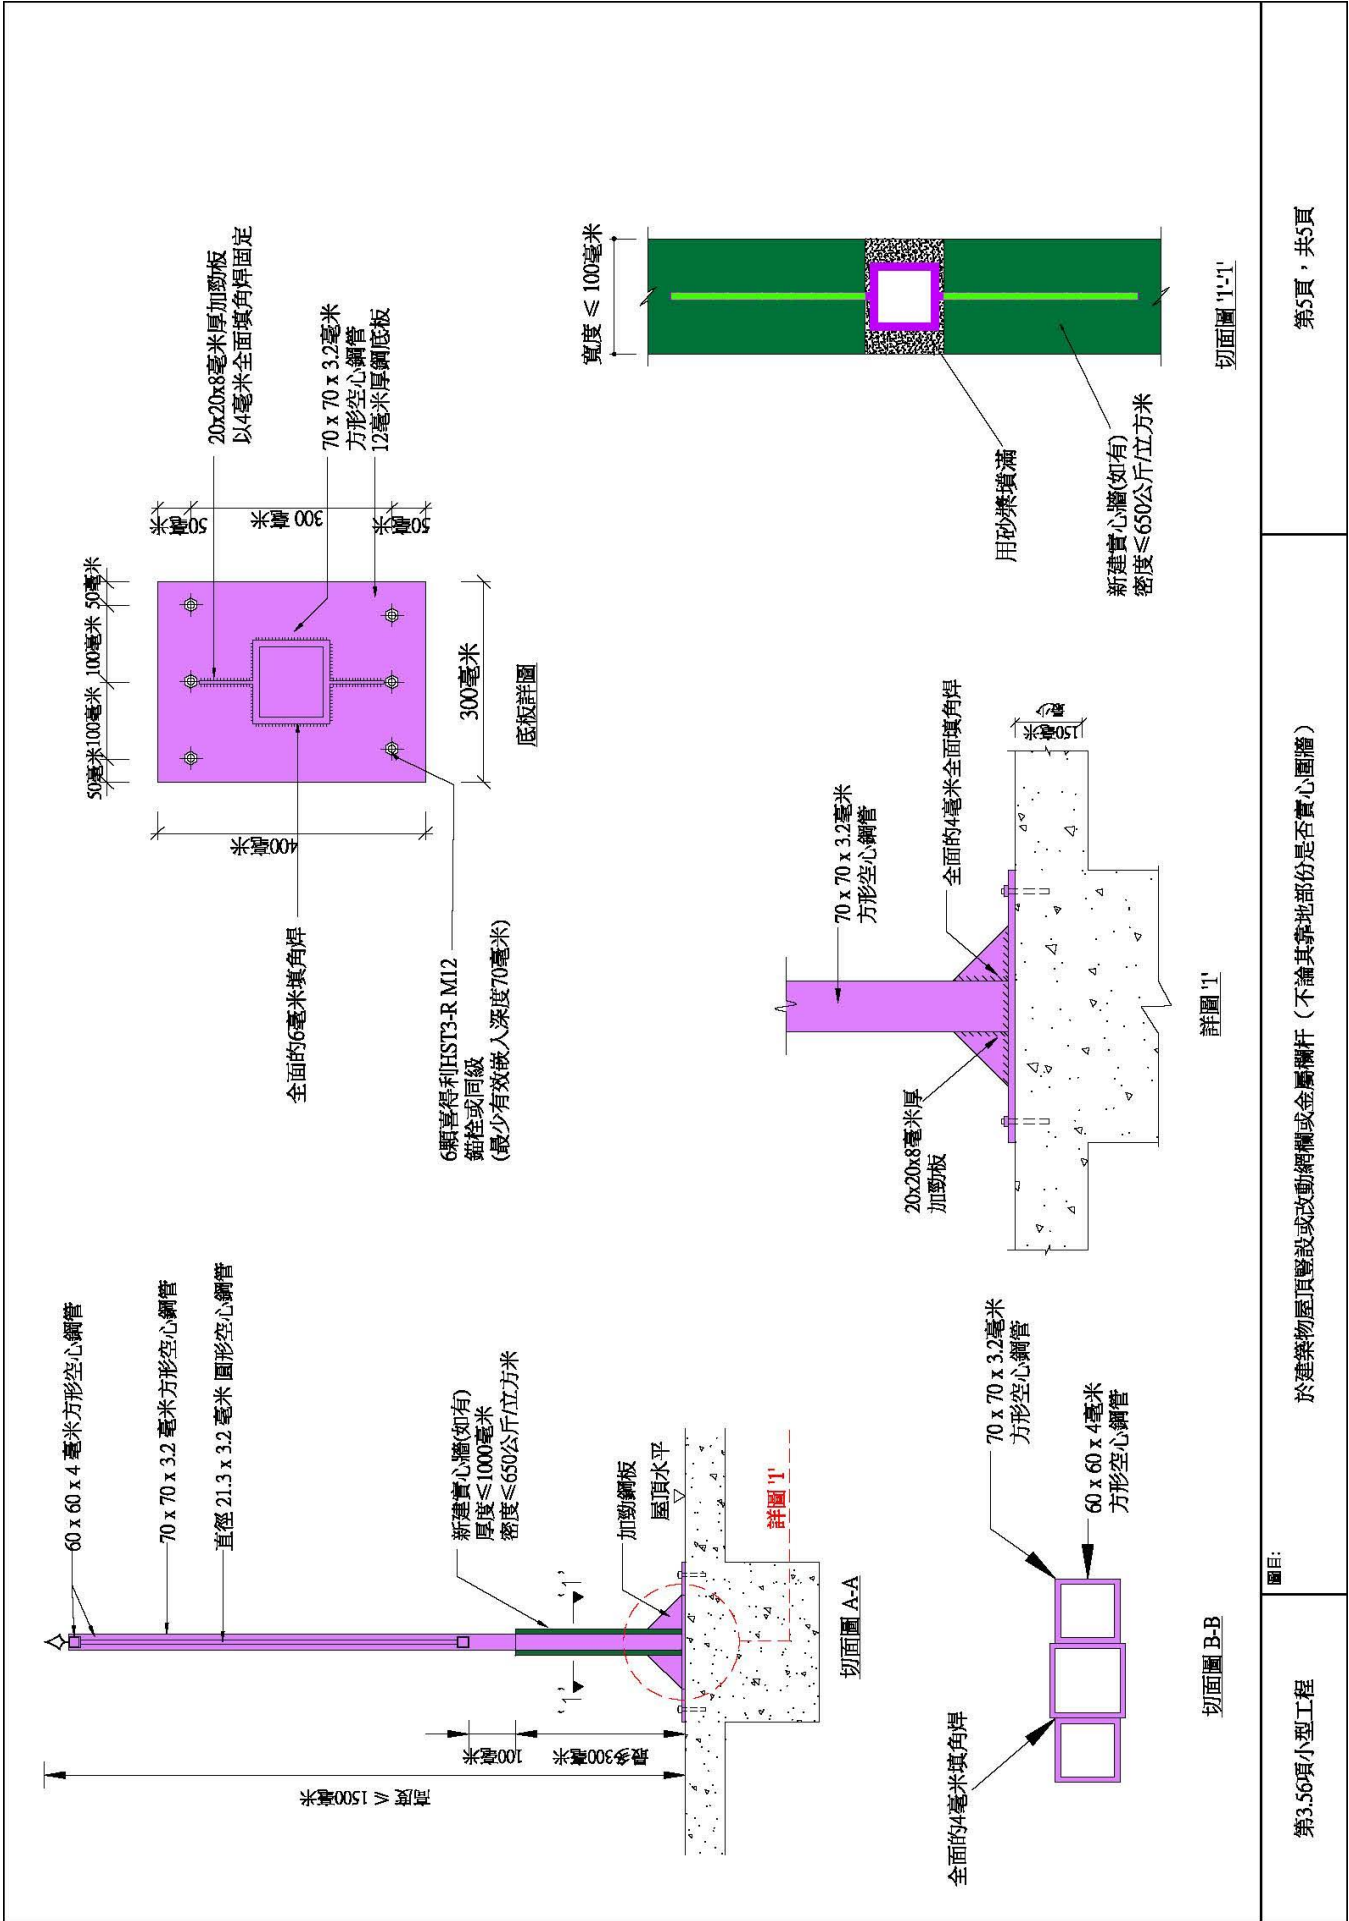 60 x 60 x 4 毫米方形空心鋼管
70 x 70 x 3.2 毫米方形空心鋼管
直徑 21.3 x 3.2 毫米 圓形空心鋼管
新建實心牆(如有)
厚度≤1000毫米
密度≤650公斤/立方米
'1'
'1'
加勁鋼板
屋頂水平
詳圖 '1'
高度 ≤ 1500毫米
100毫米
最多300毫米
切面圖 A-A
全面的6毫米填角焊
6顆喜得利HST3-R M12
錨栓或同級
(最少有效嵌入深度70毫米)
50毫米
100毫米
100毫米
50毫米
400毫米
50毫米
300 毫米
50毫米
300毫米
20x20x8毫米厚加勁板
以4毫米全面填角焊固定
70 x 70 x 3.2毫米
方形空心鋼管
12毫米厚鋼底板
底板詳圖
70 x 70 x 3.2毫米
方形空心鋼管
60 x 60 x 4毫米
方形空心鋼管
全面的4毫米填角焊
切面圖 B-B
20x20x8毫米厚
加勁板
70 x 70 x 3.2毫米
方形空心鋼管
全面的4毫米全面填角焊
150毫米
詳圖 '1'
寬度 ≤ 100毫米
用砂漿填滿
新建實心牆(如有)
密度≤650公斤/立方米
切面圖 '1'-'1'
第3.56項小型工程
圖目:
於建築物屋頂豎設或改動網欄或金屬欄杆（不論其靠地部份是否實心圍牆）
第5頁，共5頁